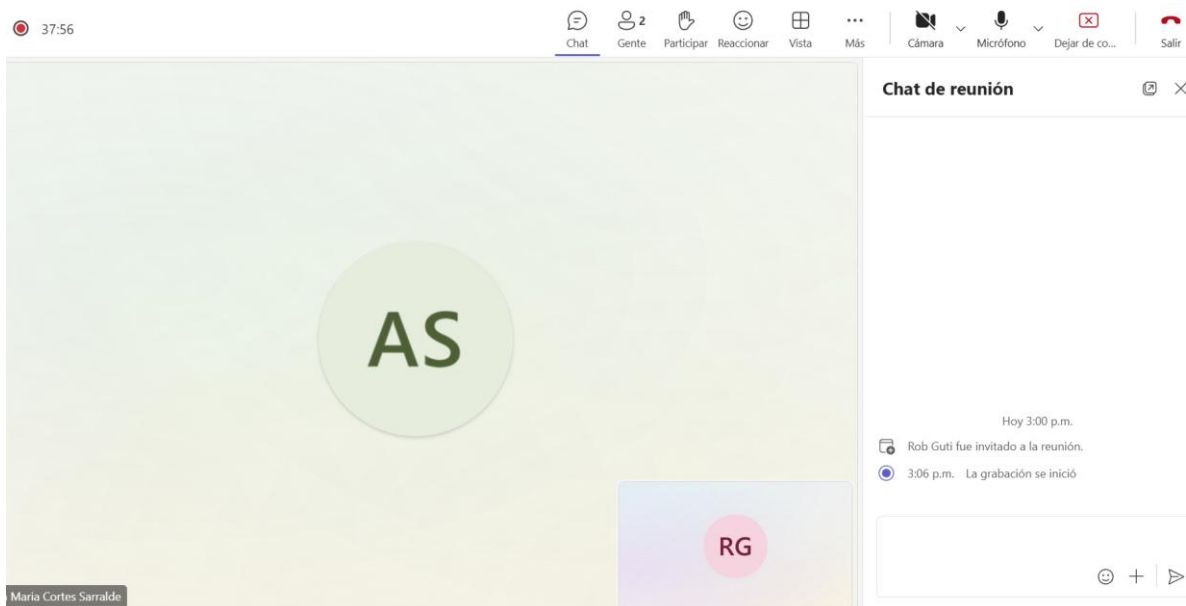 37:56
Chat
Gente 2
Participar
Reaccionar
Vista
Más
Cámara
Micrófono
Dejar de co...
Salir
Chat de reunión
AS
Hoy 3:00 p.m.
Rob Guti fue invitado a la reunión.
3:06 p.m. La grabación se inició
RG
Maria Cortes Sarralde